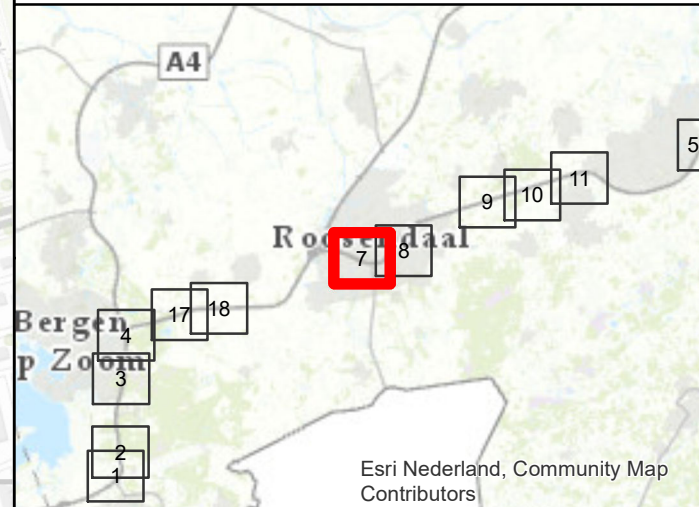 A4
5
11
10
9
Roosendaal
8
7
18
17
Bergen
4
p Zoom
3
2
1
Esri Nederland, Community Map
Contributors